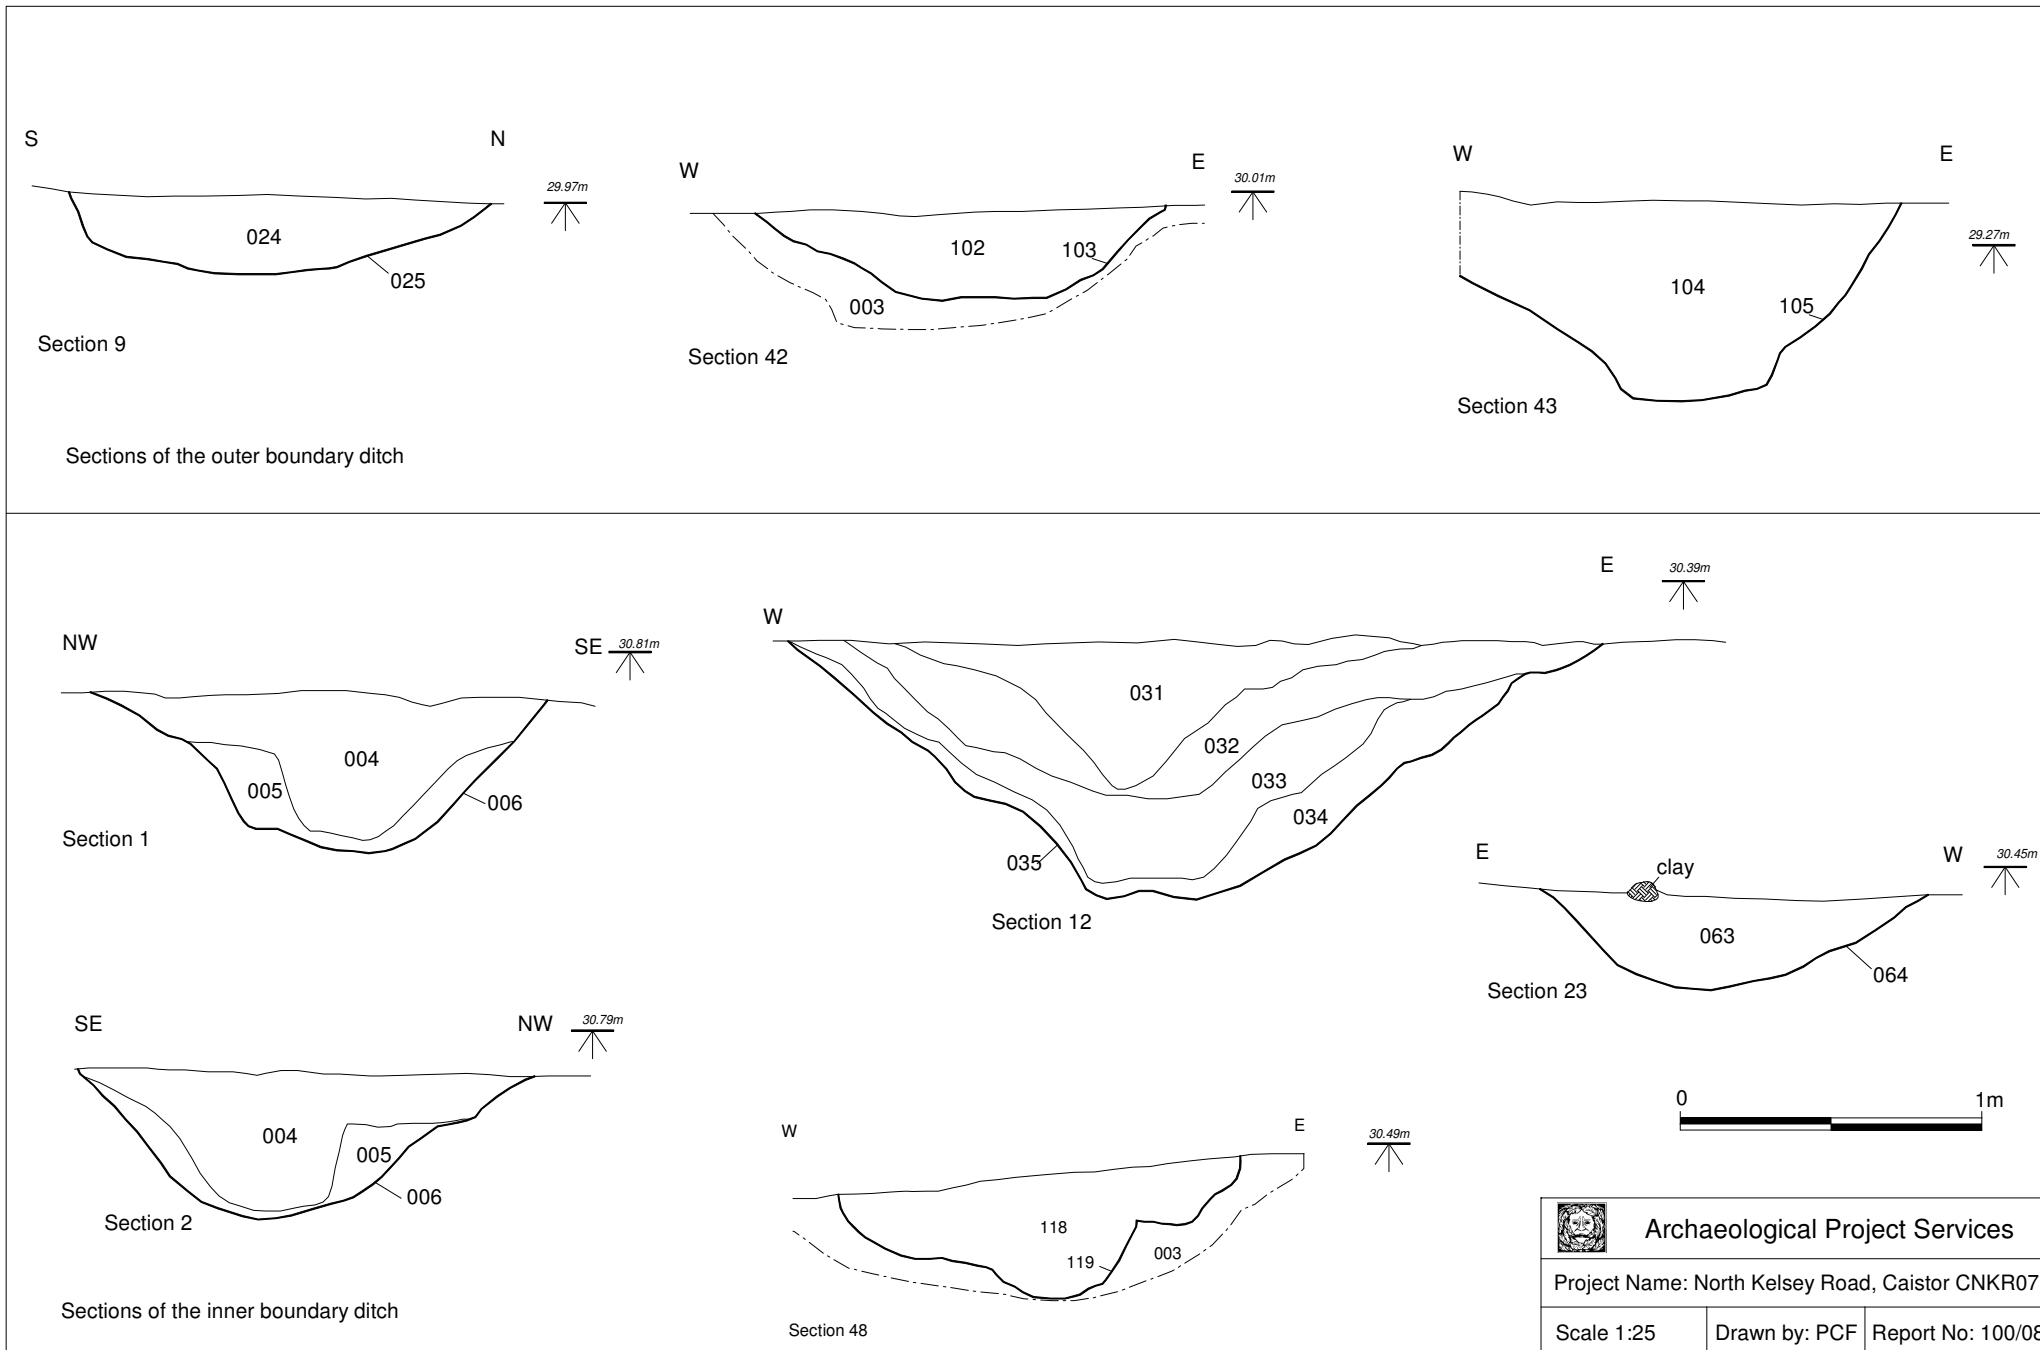 S
N
29.97m
024
025
Section 9
W
E
30.01m
102
103
003
Section 42
W
E
29.27m
104
105
Section 43
Sections of the outer boundary ditch
NW
SE
30.81m
004
005
006
Section 1
W
E
30.39m
031
032
033
034
035
Section 12
E
W
30.45m
clay
063
064
Section 23
SE
NW
30.79m
004
005
006
Section 2
W
E
30.49m
118
119
003
Section 48
0 1m
Sections of the inner boundary ditch
Archaeological Project Services
Project Name: North Kelsey Road, Caistor CNKR07
Scale 1:25
Drawn by: PCF
Report No: 100/08